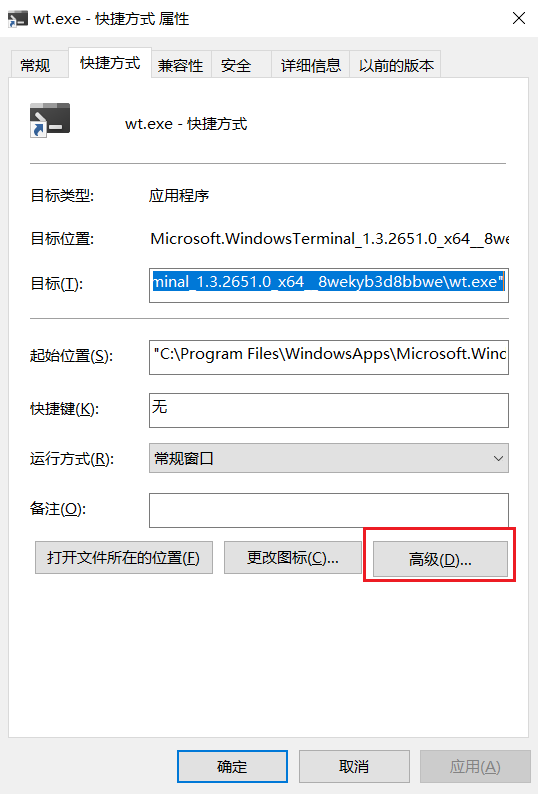 wt.exe - 快捷方式 属性
常规 快捷方式 兼容性 安全 详细信息 以前的版本
wt.exe - 快捷方式
目标类型: 应用程序
目标位置: Microsoft.WindowsTerminal_1.3.2651.0_x64__8we
目标(T): minal_1.3.2651.0_x64__8wekyb3d8bbwe\wt.exe"
起始位置(S): "C:\Program Files\WindowsApps\Microsoft.Winc
快捷键(K): 无
运行方式(R): 常规窗口
备注(O):
打开文件所在的位置(F) 更改图标(C)... 高级(D)...
确定 取消 应用(A)